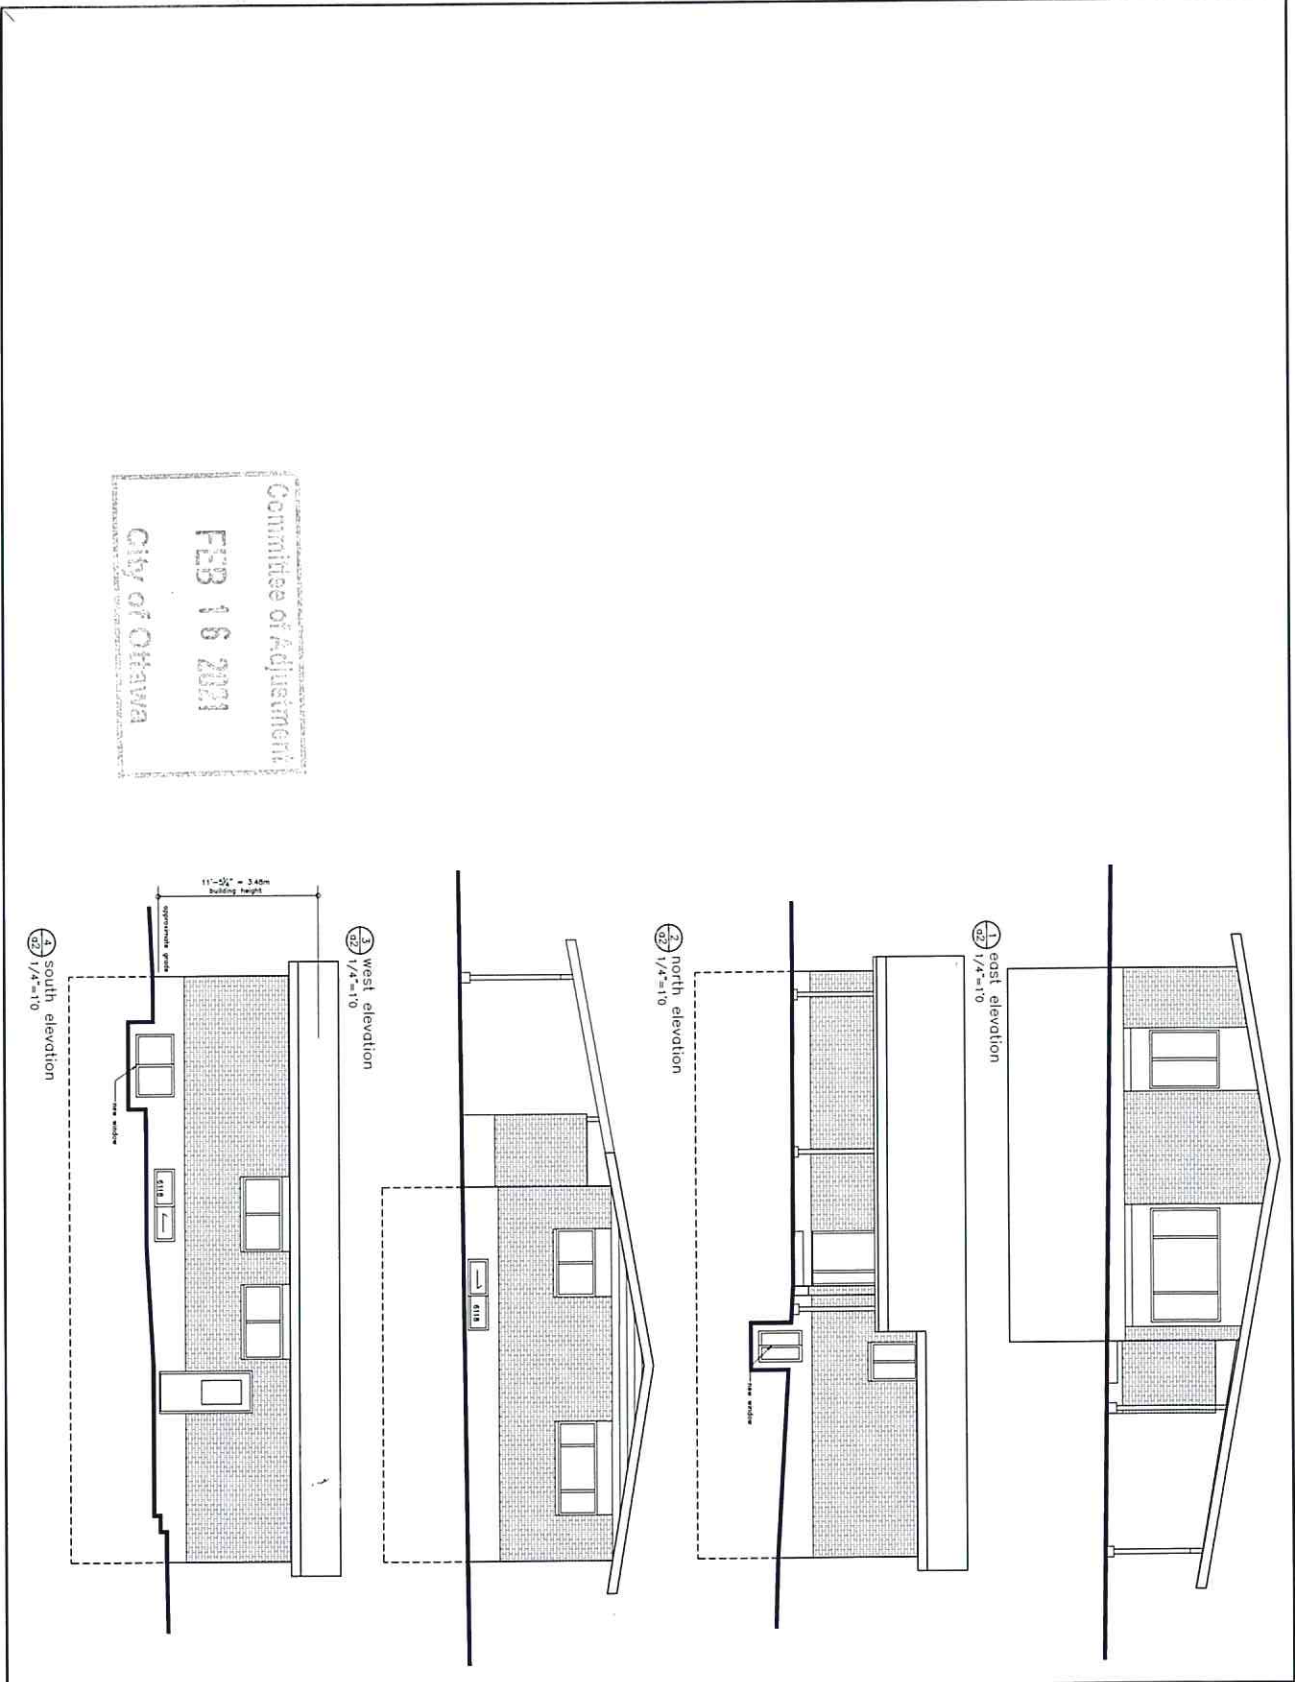 1
a2
east elevation
1/4"=1'0
new window
2
a2
north elevation
1/4"=1'0
6118
3
a2
west elevation
1/4"=1'0
11'-5¼" = 3.48m
building height
approximate grade
new window
6118
4
a2
south elevation
1/4"=1'0
Committee of Adjustment
FEB 16 2021
City of Ottawa